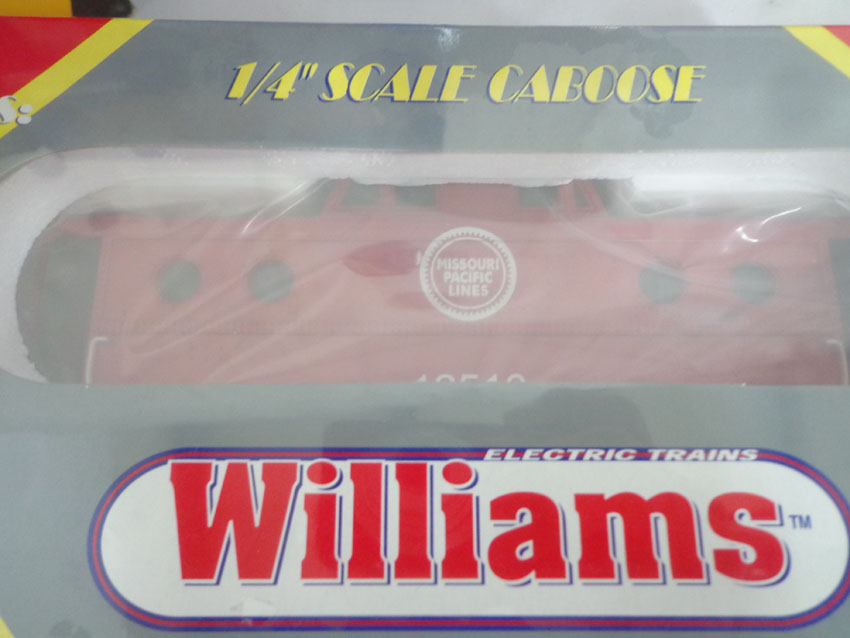 1/4" SCALE CABOOSE
MISSOURI
PACIFIC
LINES
ELECTRIC TRAINS
Williams™